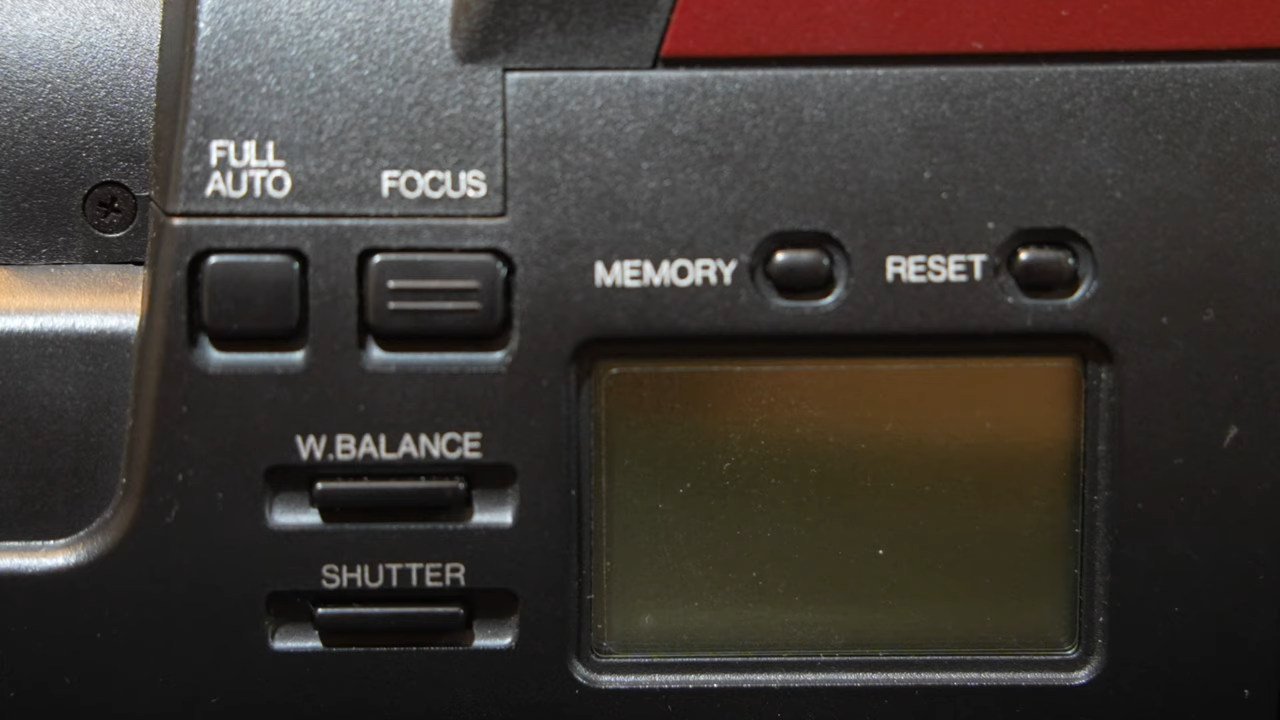 FULL
AUTO
FOCUS
MEMORY
RESET
W.BALANCE
SHUTTER